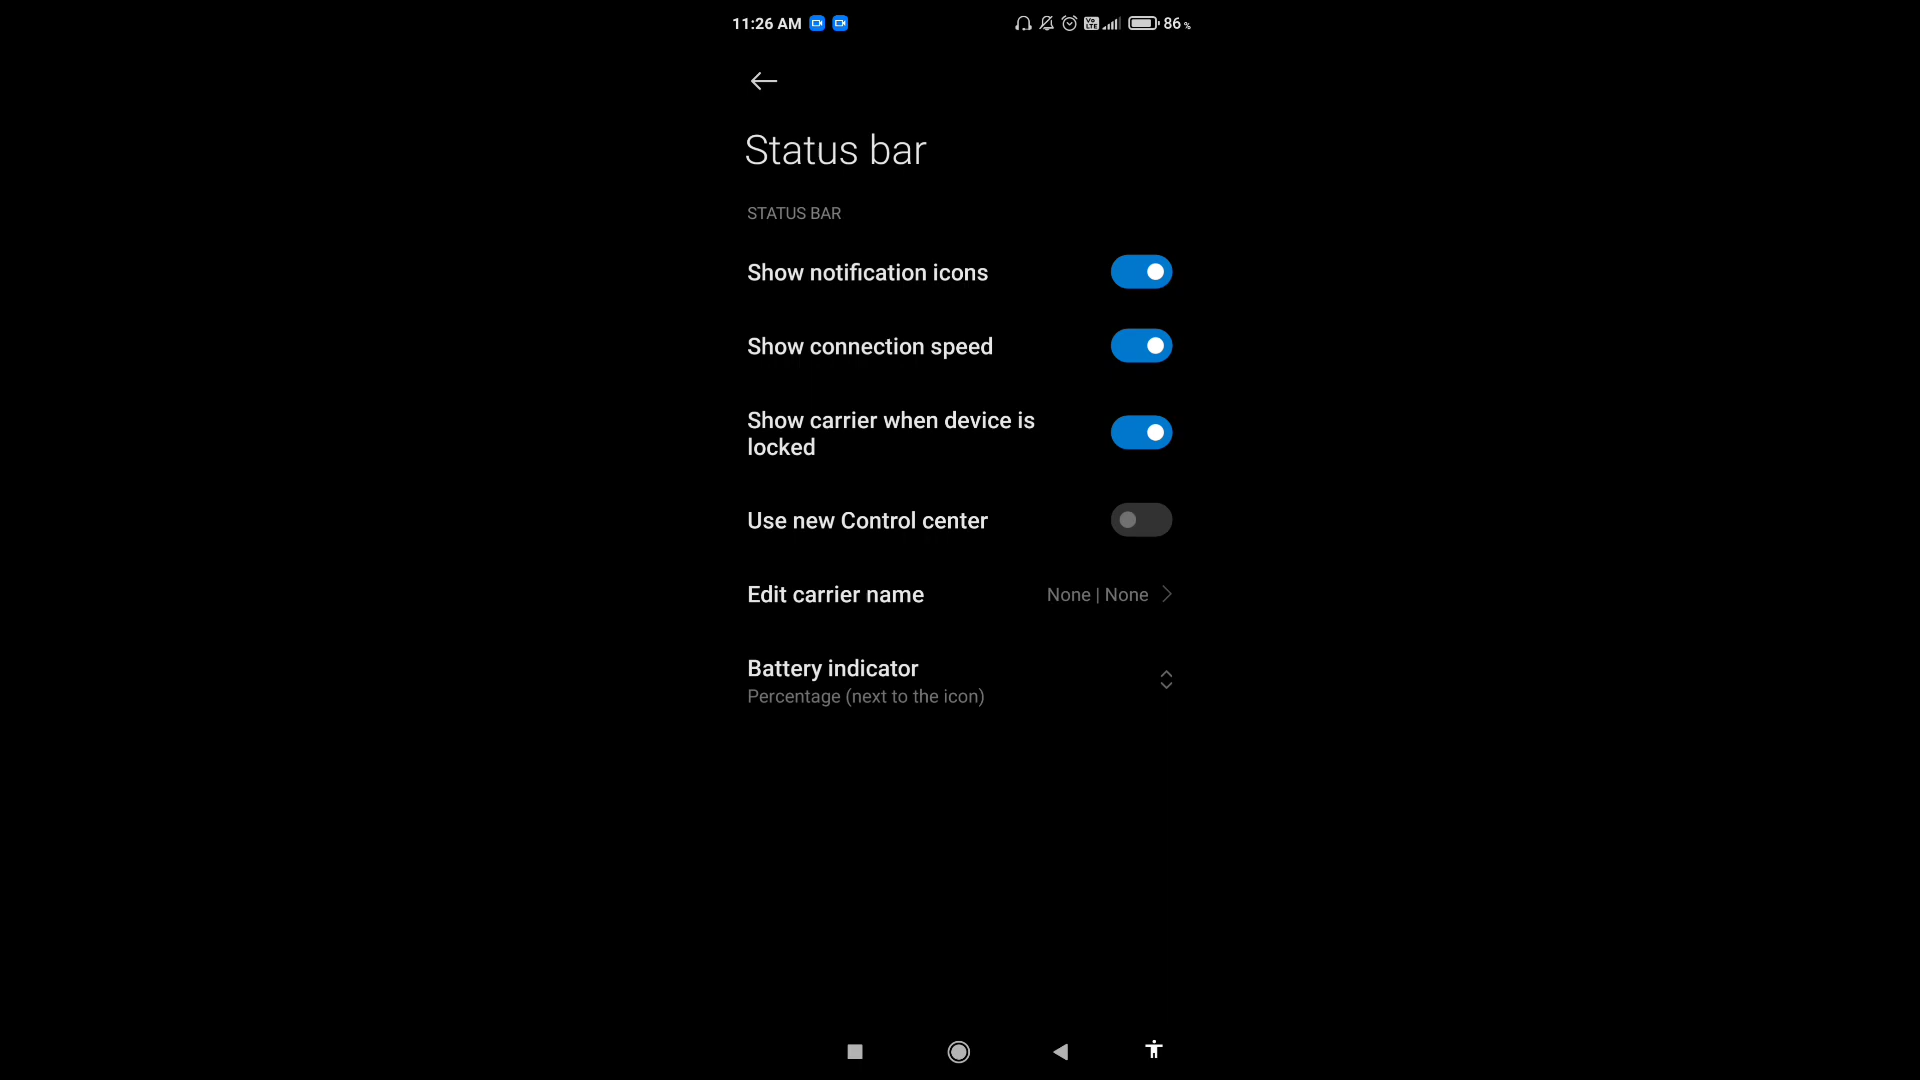 11:26 AM 86 %
Status bar
STATUS BAR
Show notification icons
Show connection speed
Show carrier when device is
locked
Use new Control center
Edit carrier name None | None
Battery indicator
Percentage (next to the icon)